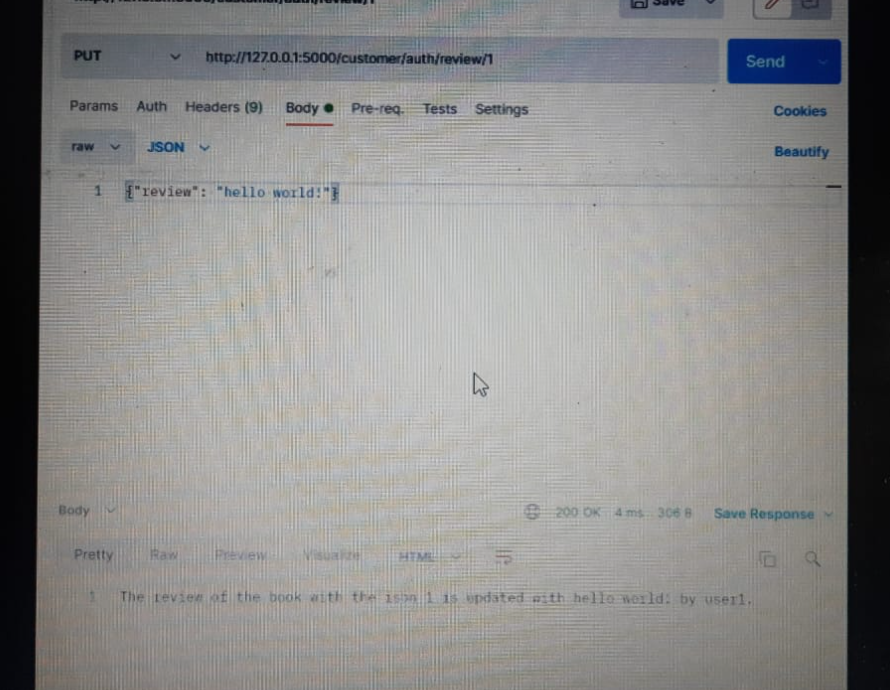 Save
PUT http://127.0.0.1:5000/customer/auth/review/1 Send
Params Auth Headers (9) Body Pre-req. Tests Settings Cookies
raw JSON Beautify
1 {"review": "hello world!"}
Body 200 OK 4 ms 306 B Save Response
Pretty Raw Preview Visualize HTML
1 The review of the book with the isbn 1 is updated with hello world! by user1.